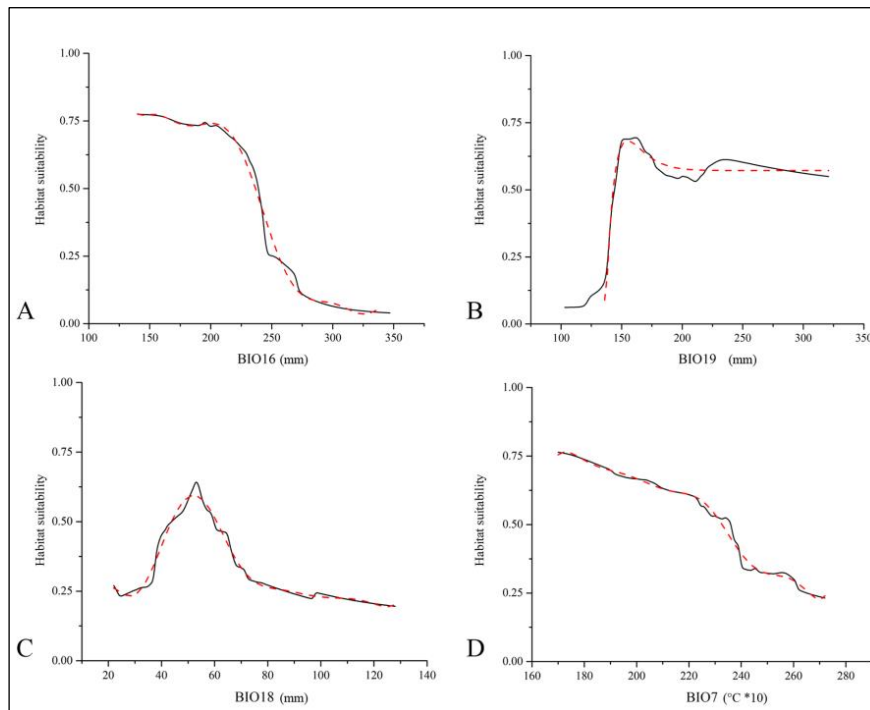 1.00
0.75
0.50
0.25
0.00
Habitat suitability
100 150 200 250 300 350
BIO16 (mm)
A
1.00
0.75
0.50
0.25
0.00
Habitat suitability
100 150 200 250 300
BIO19 (mm)
B
1.00
0.75
0.50
0.25
0.00
Habitat suitability
20 40 60 80 100 120 140
BIO18 (mm)
C
1.00
0.75
0.50
0.25
0.00
Habitat suitability
160 180 200 220 240 260 280
BIO7 (°C *10)
D